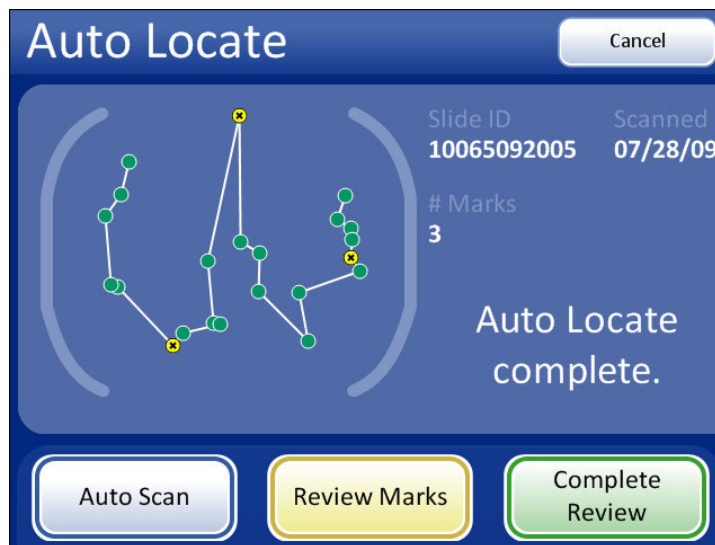 Auto Locate
Cancel
Slide ID
Scanned
10065092005
07/28/09
# Marks
3
Auto Locate
complete.
Auto Scan
Review Marks
Complete
Review